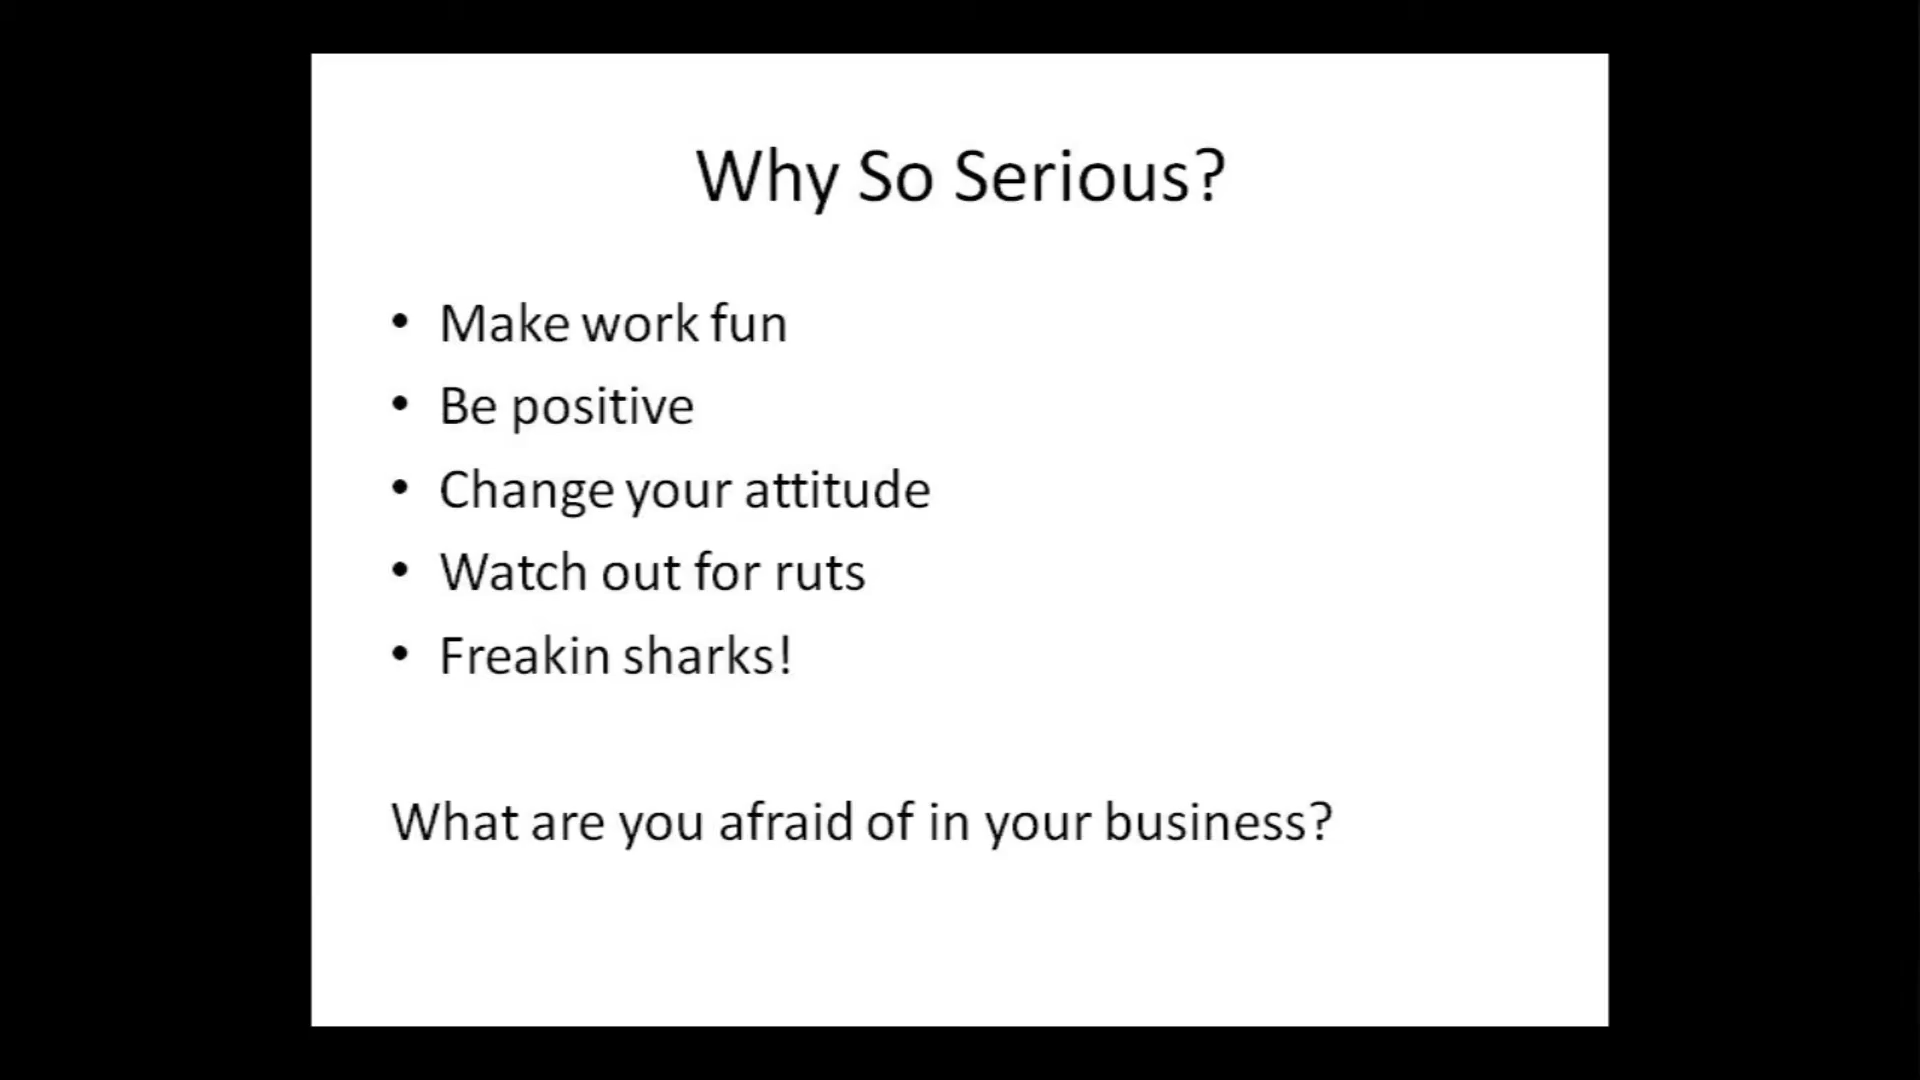 Why So Serious?
• Make work fun
• Be positive
• Change your attitude
• Watch out for ruts
• Freakin sharks!
What are you afraid of in your business?